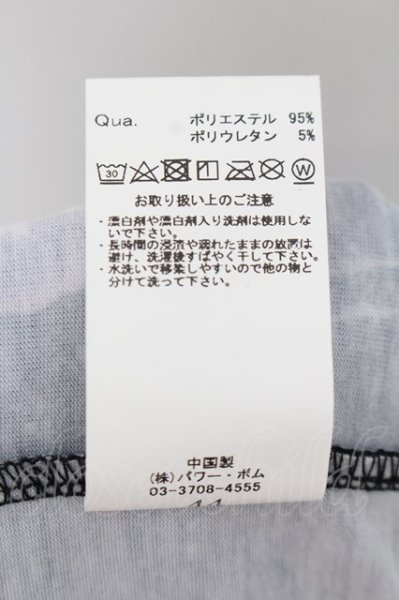 Qua. ポリエステル 95%
ポリウレタン 5%
30 W
お取り扱い上のご注意
・漂白剤や漂白剤入り洗剤は使用しな
いで下さい。
・長時間の浸漬や濡れたままの放置は
避け、洗濯後すばやく干して下さい。
・水洗いで移染しやすいので他の物と
分けて洗って下さい。
中国製
(株)パワー・ボム
03-3708-4555